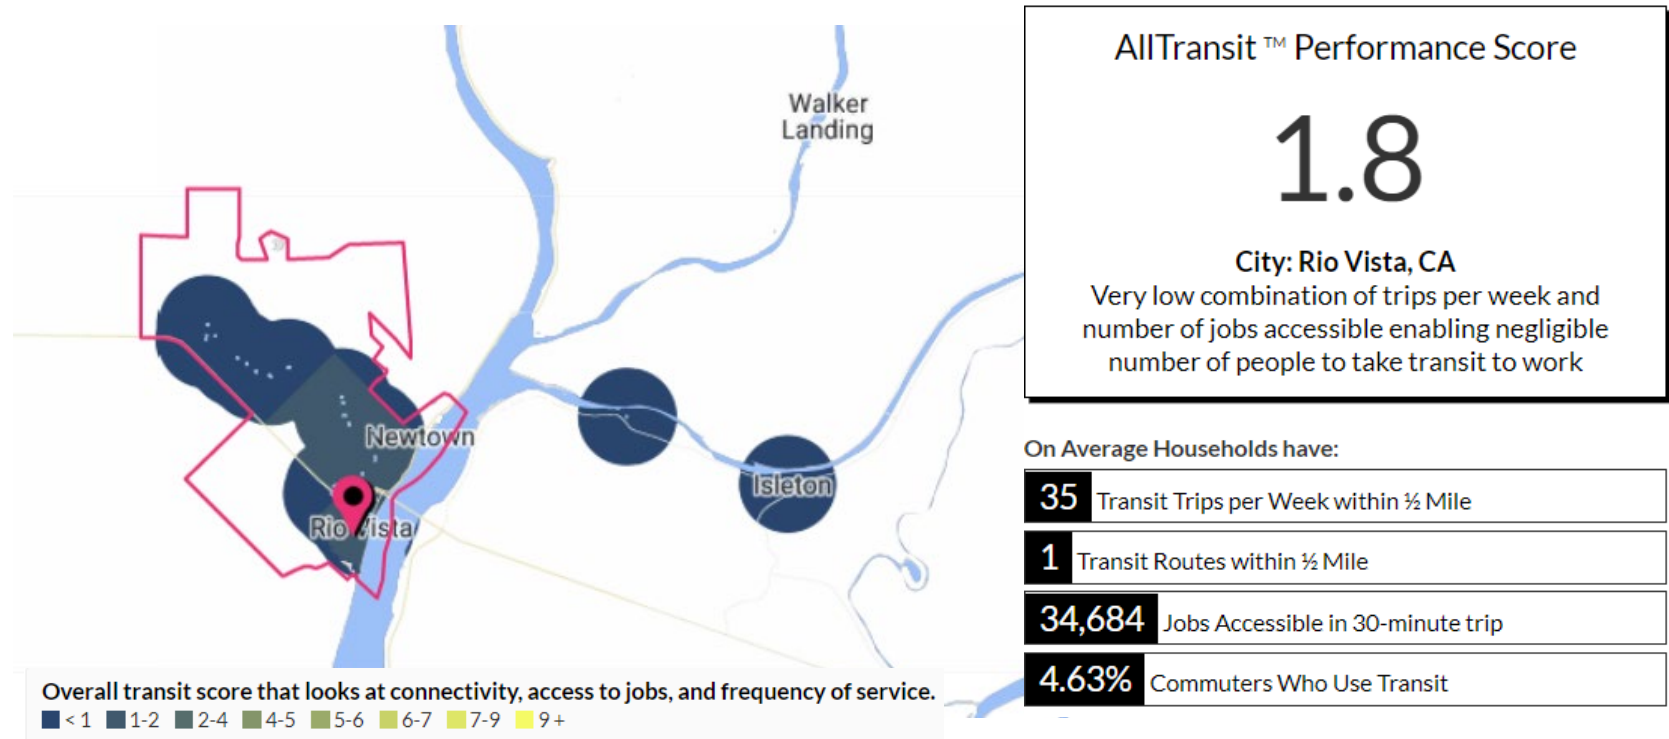 Walker
Landing
Newtown
Isleton
Rio Vista
Overall transit score that looks at connectivity, access to jobs, and frequency of service.
< 1 1-2 2-4 4-5 5-6 6-7 7-9 9 +
AllTransit ™ Performance Score
1.8
City: Rio Vista, CA
Very low combination of trips per week and
number of jobs accessible enabling negligible
number of people to take transit to work
On Average Households have:
35 Transit Trips per Week within ½ Mile
1 Transit Routes within ½ Mile
34,684 Jobs Accessible in 30-minute trip
4.63% Commuters Who Use Transit